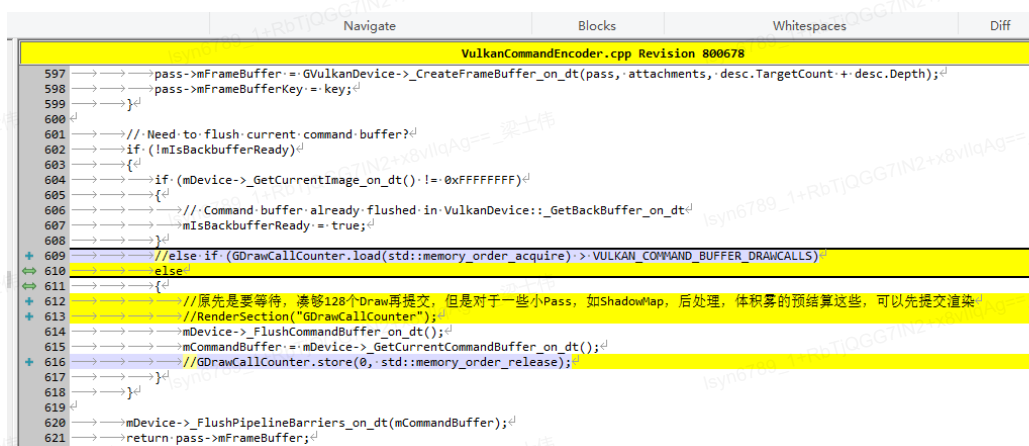 Navigate Blocks Whitespaces Diff
VulkanCommandEncoder.cpp Revision 800678
597 pass->mFrameBuffer = GVulkanDevice->_CreateFrameBuffer_on_dt(pass, attachments, desc.TargetCount + desc.Depth);
598 pass->mFrameBufferKey = key;
599 }
600
601 // Need to flush current command buffer?
602 if (!mIsBackbufferReady)
603 {
604 if (mDevice->_GetCurrentImage_on_dt() != 0xFFFFFFFF)
605 {
606 // Command buffer already flushed in VulkanDevice::_GetBackBuffer_on_dt
607 mIsBackbufferReady = true;
608 }
609 //else if (GDrawCallCounter.load(std::memory_order_acquire) > VULKAN_COMMAND_BUFFER_DRAWCALLS)
610 else
611 {
612 //原先是要等待，凑够128个Draw再提交，但是对于一些小Pass，如ShadowMap，后处理，体积雾的预结算这些，可以先提交渲染
613 //RenderSection("GDrawCallCounter");
614 mDevice->_FlushCommandBuffer_on_dt();
615 mCommandBuffer = mDevice->_GetCurrentCommandBuffer_on_dt();
616 //GDrawCallCounter.store(0, std::memory_order_release);
617 }
618 }
619
620 mDevice->_FlushPipelineBarriers_on_dt(mCommandBuffer);
621 return pass->mFrameBuffer;